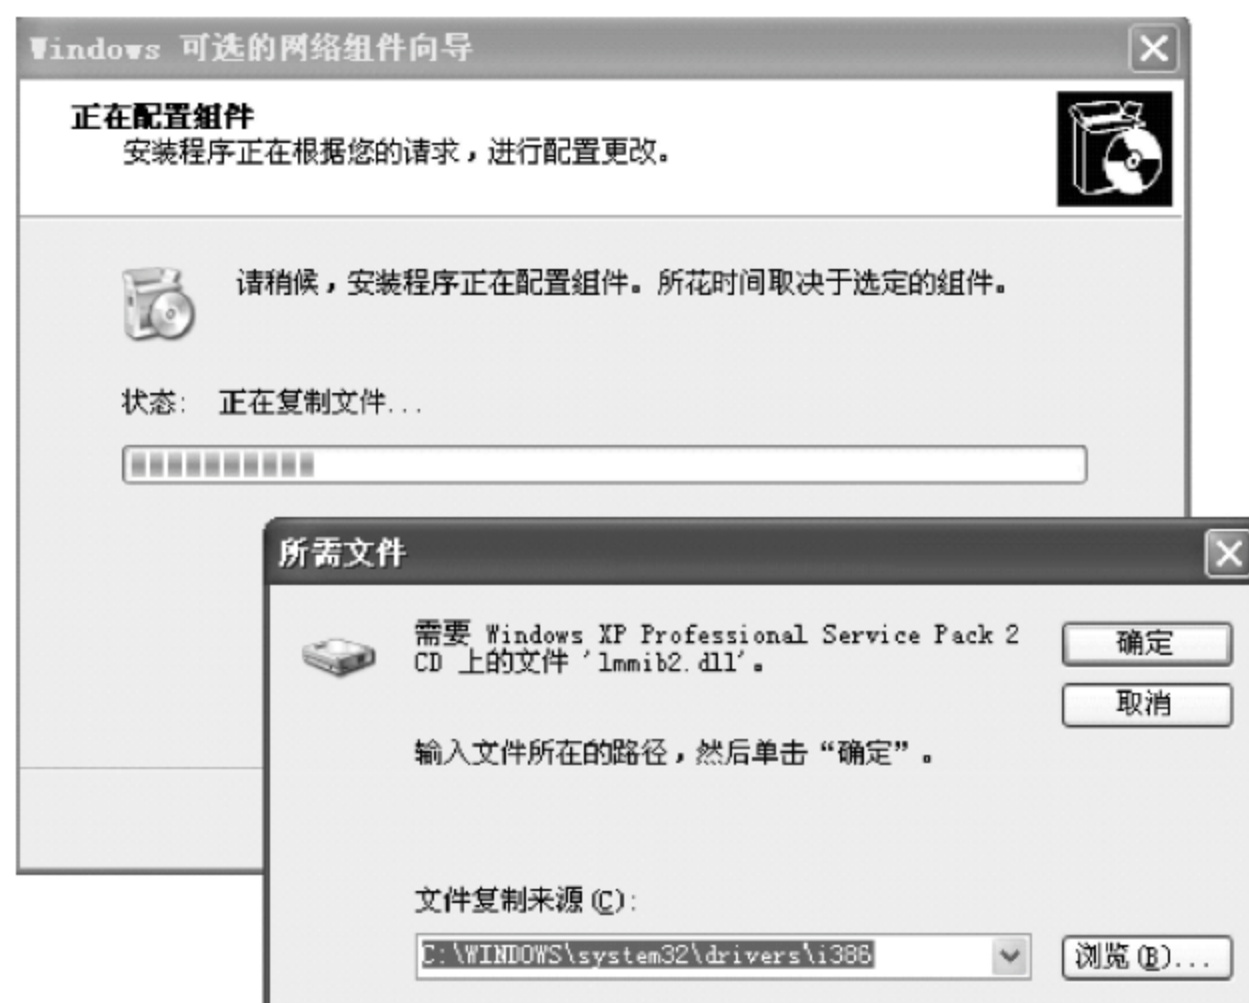 Windows 可选的网络组件向导
正在配置组件
安装程序正在根据您的请求，进行配置更改。
请稍候，安装程序正在配置组件。所花时间取决于选定的组件。
状态: 正在复制文件...
所需文件
需要 Windows XP Professional Service Pack 2
CD 上的文件 'lmmib2.dll'。
确定
取消
输入文件所在的路径，然后单击“确定”。
文件复制来源(C):
C:\WINDOWS\system32\drivers\i386
浏览(B)...